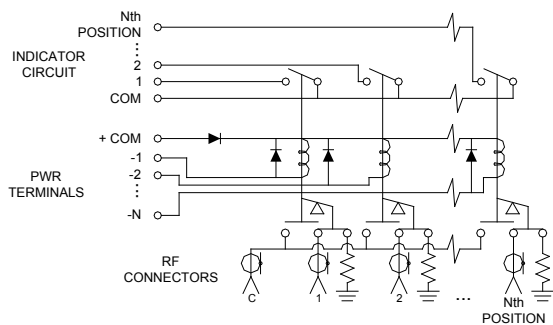 Nth
POSITION
...
INDICATOR
CIRCUIT
2
1
COM
+ COM
-1
-2
PWR
TERMINALS
...
-N
RF
CONNECTORS
C
1
2
...
Nth
POSITION